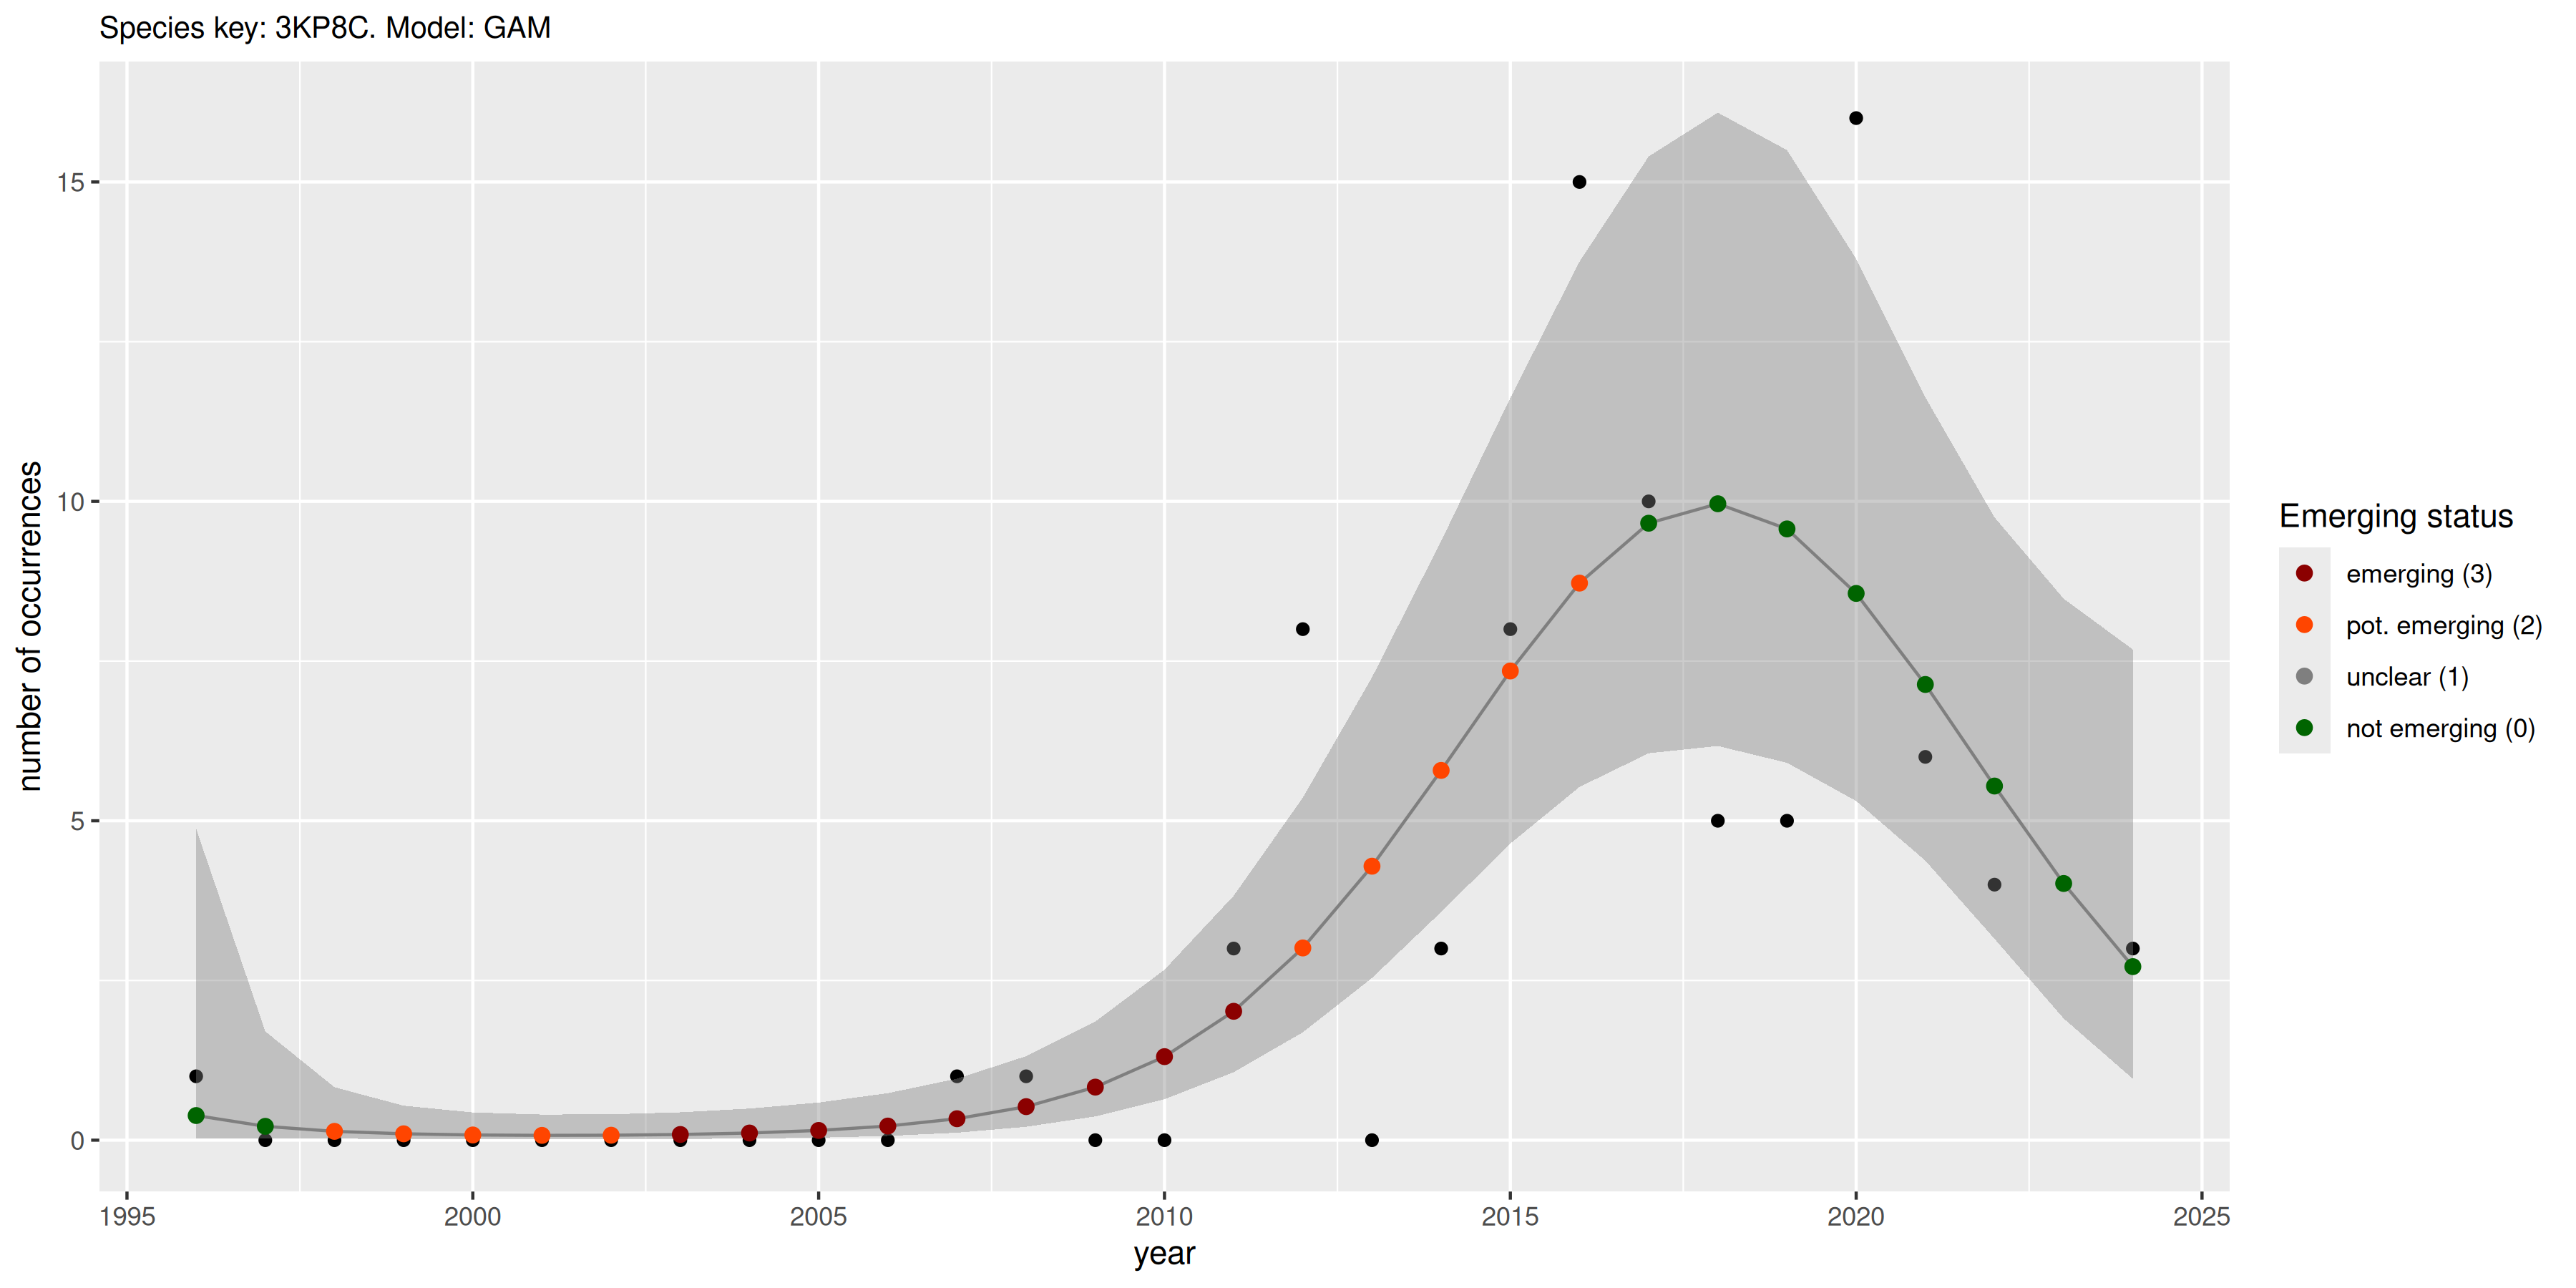 Species key: 3KP8C. Model: GAM
number of occurrences
15
10
5
0
1995 2000 2005 2010 2015 2020 2025
year
Emerging status
emerging (3)
pot. emerging (2)
unclear (1)
not emerging (0)